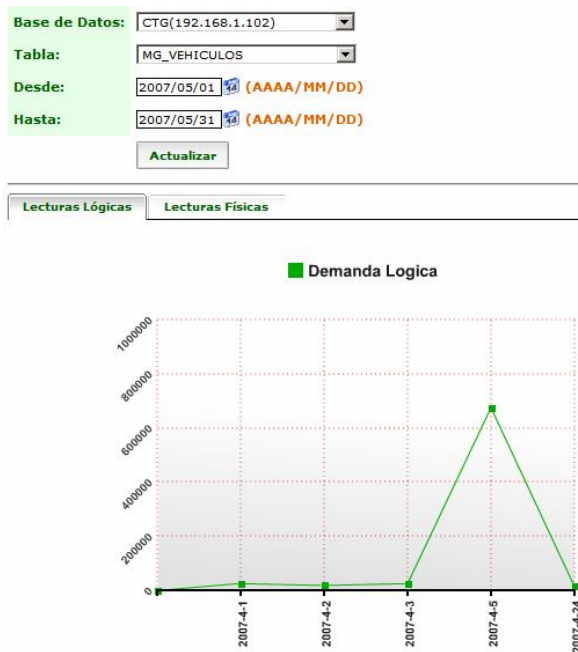 Base de Datos: CTG(192.168.1.102)
Tabla: MG_VEHICULOS
Desde: 2007/05/01 (AAAA/MM/DD)
Hasta: 2007/05/31 (AAAA/MM/DD)
Actualizar
Lecturas Lógicas Lecturas Físicas
Demanda Logica
1000000
800000
600000
400000
200000
0
2007-4-1
2007-4-2
2007-4-3
2007-4-5
2007-4-24